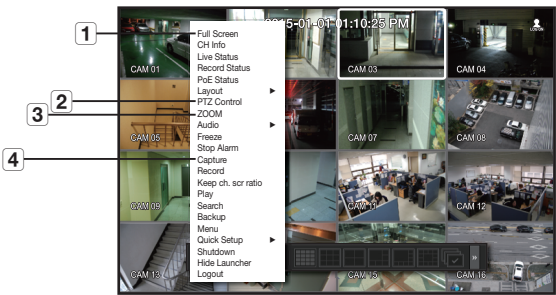 2015-01-01 01:10:25 PM
LOG ON
1
2
3
4
Full Screen
CH Info
Live Status
Record Status
PoE Status
Layout ►
PTZ Control
ZOOM
Audio ►
Freeze
Stop Alarm
Capture
Record
Keep ch. scr ratio
Play
Search
Backup
Menu
Quick Setup ►
Shutdown
Hide Launcher
Logout
CAM 01
CAM 03
CAM 04
CAM 05
CAM 07
CAM 08
CAM 09
CAM 11
CAM 12
CAM 13
CAM 15
CAM 16